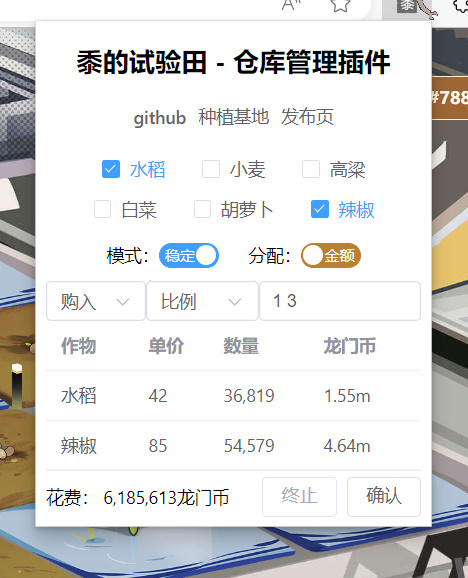 A»
黍
#788
黍的试验田 - 仓库管理插件
github 种植基地 发布页
水稻 小麦 高粱
白菜 胡萝卜 辣椒
模式： 稳定 分配： 金额
购入 比例 1 3
作物 单价 数量 龙门币
水稻 42 36,819 1.55m
辣椒 85 54,579 4.64m
花费： 6,185,613龙门币 终止 确认